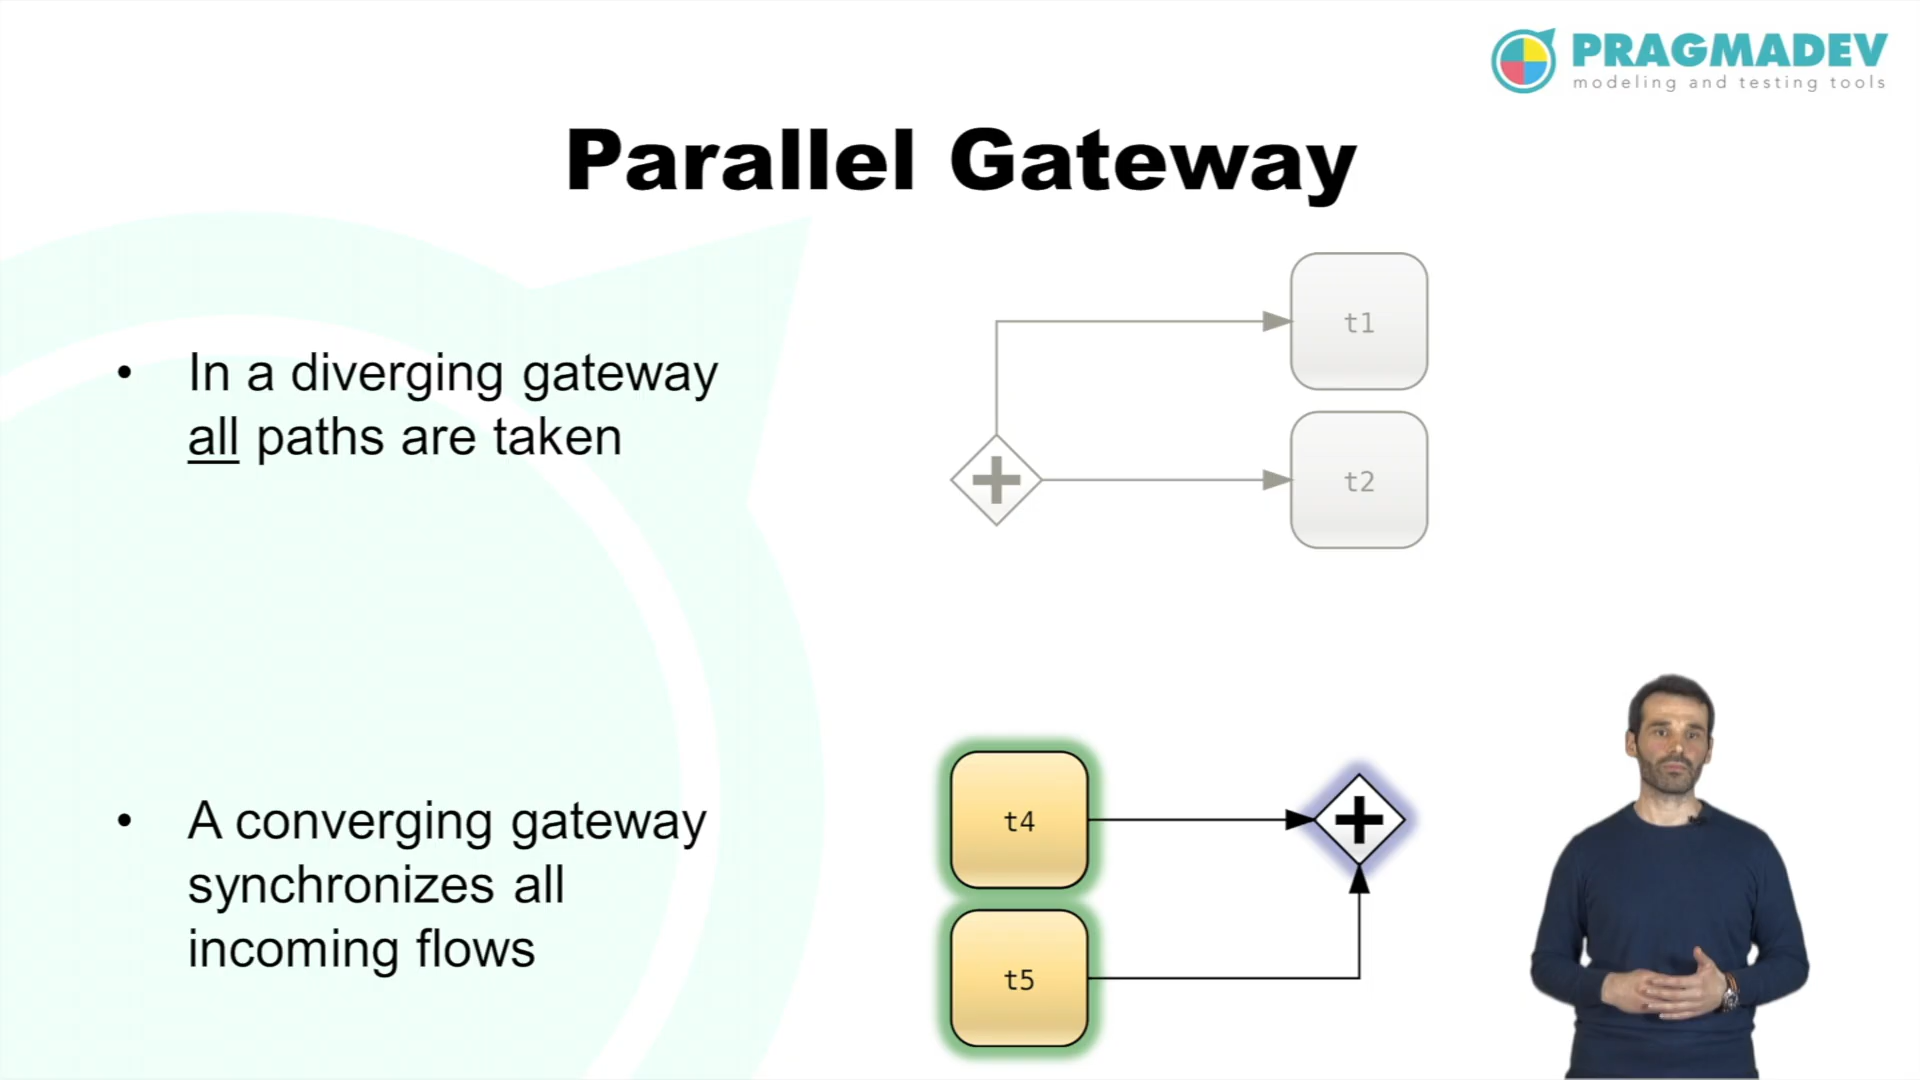 PRAGMADEV
modeling and testing tools
Parallel Gateway
• In a diverging gateway
all paths are taken
t1
t2
• A converging gateway
synchronizes all
incoming flows
t4
t5